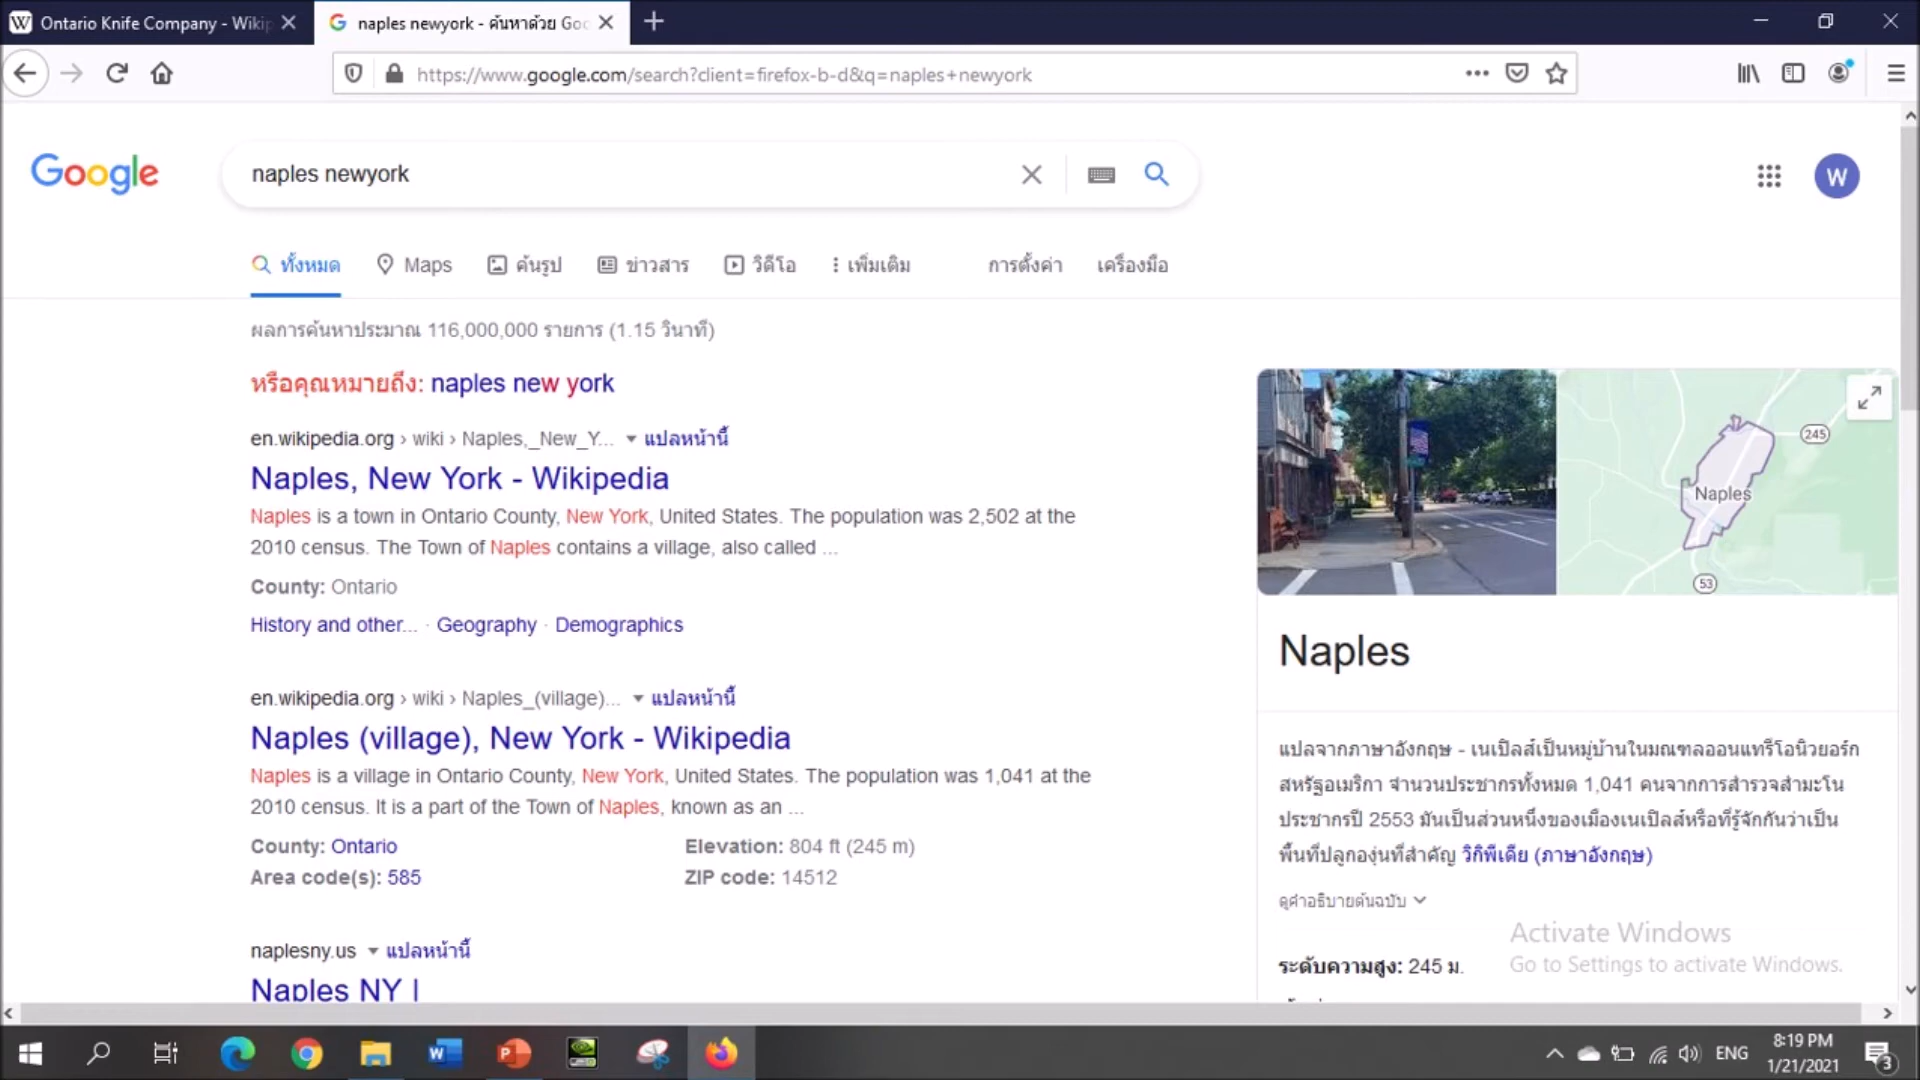 Ontario Knife Company - Wikip
naples newyork - ค้นหาด้วย Goo
https://www.google.com/search?client=firefox-b-d&q=naples+newyork
Google
naples newyork
W
ทั้งหมด
Maps
ค้นรูป
ข่าวสาร
วิดีโอ
เพิ่มเติม
การตั้งค่า
เครื่องมือ
ผลการค้นหาประมาณ 116,000,000 รายการ (1.15 วินาที)
หรือคุณหมายถึง: naples new york
en.wikipedia.org › wiki › Naples,_New_Y... แปลหน้านี้
Naples, New York - Wikipedia
Naples is a town in Ontario County, New York, United States. The population was 2,502 at the
2010 census. The Town of Naples contains a village, also called ...
County: Ontario
History and other... · Geography · Demographics
en.wikipedia.org › wiki › Naples_(village)... แปลหน้านี้
Naples (village), New York - Wikipedia
Naples is a village in Ontario County, New York, United States. The population was 1,041 at the
2010 census. It is a part of the Town of Naples, known as an ...
County: Ontario
Elevation: 804 ft (245 m)
Area code(s): 585
ZIP code: 14512
naplesny.us แปลหน้านี้
Naples NY |
245
Naples
53
Naples
แปลจากภาษาอังกฤษ - เนเปิลส์เป็นหมู่บ้านในมณฑลออนแทรีโอนิวยอร์ก
สหรัฐอเมริกา จำนวนประชากรทั้งหมด 1,041 คนจากการสำรวจสำมะโน
ประชากรปี 2553 มันเป็นส่วนหนึ่งของเมืองเนเปิลส์หรือที่รู้จักกันว่าเป็น
พื้นที่ปลูกองุ่นที่สำคัญ วิกิพีเดีย (ภาษาอังกฤษ)
ดูคำอธิบายต้นฉบับ
ระดับความสูง: 245 ม.
Activate Windows
Go to Settings to activate Windows.
ENG
8:19 PM
1/21/2021
3